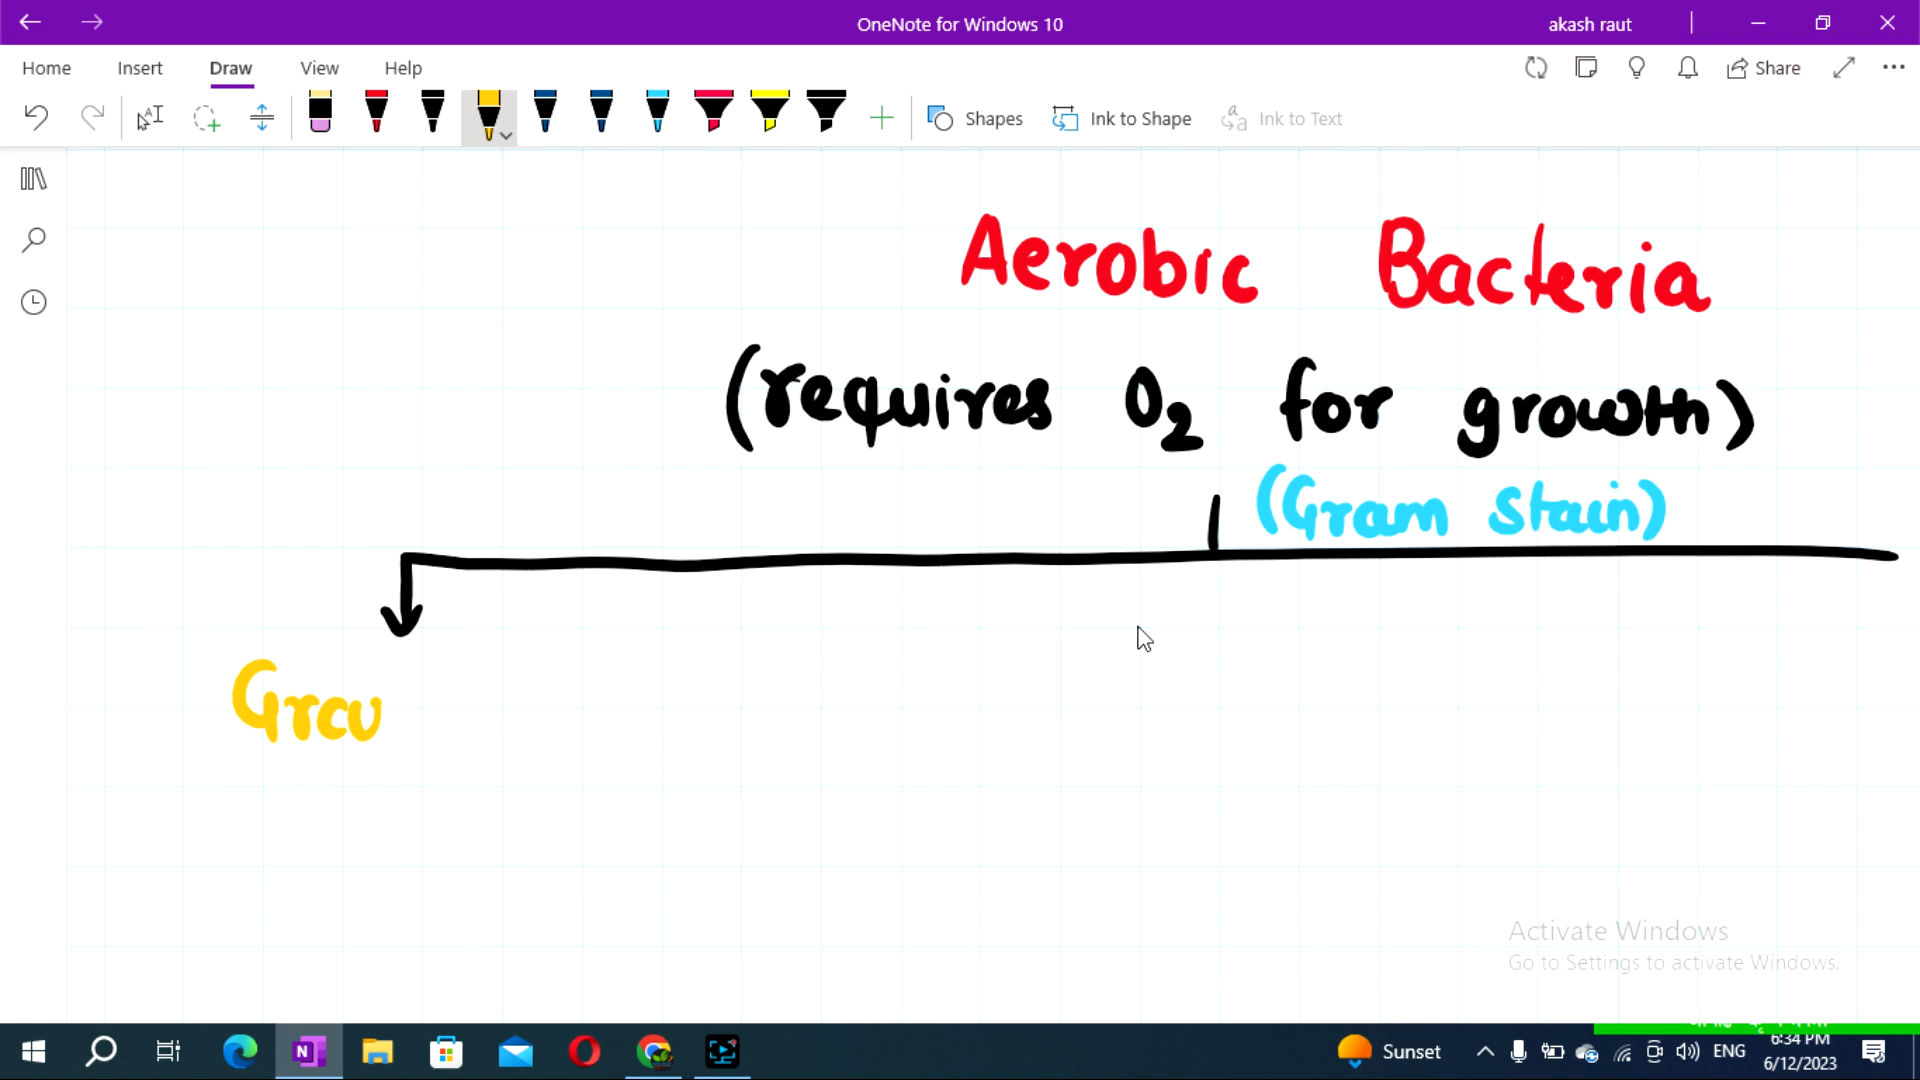 OneNote for Windows 10
akash raut
Home Insert Draw View Help
Share
Shapes Ink to Shape Ink to Text
Aerobic Bacteria
(requires O2 for growth)
(Gram stain)
Activate Windows
Go to Settings to activate Windows.
Sunset
ENG
6:34 PM
6/12/2023